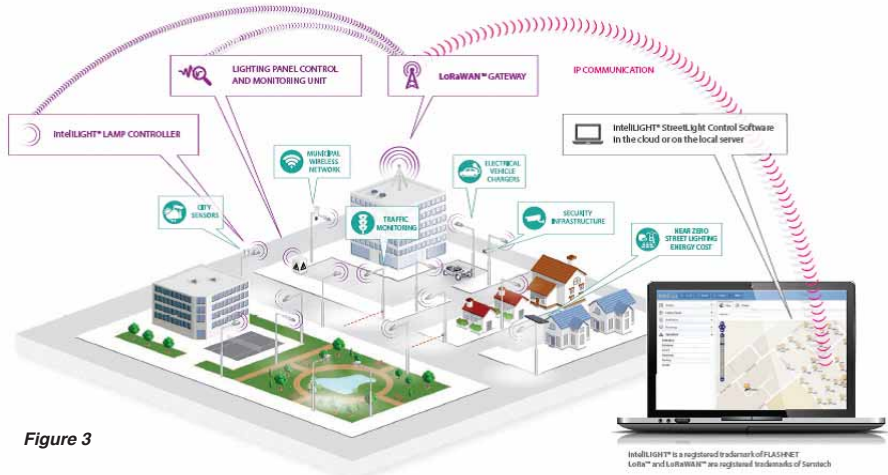 LIGHTING PANEL CONTROL
AND MONITORING UNIT
LoRaWAN™ GATEWAY
IP COMMUNICATION
inteliLIGHT® LAMP CONTROLLER
inteliLIGHT® StreetLight Control Software
in the cloud or on the local server
MUNICIPAL
WIRELESS
NETWORK
ELECTRICAL
VEHICLE
CHARGERS
CITY
SENSORS
TRAFFIC
MONITORING
SECURITY
INFRASTRUCTURE
NEAR ZERO
STREET LIGHTING
ENERGY COST
Figure 3
inteliLIGHT® is a registered trademark of FLASHNET
LoRa™ and LoRaWAN™ are registered trademarks of Semtech